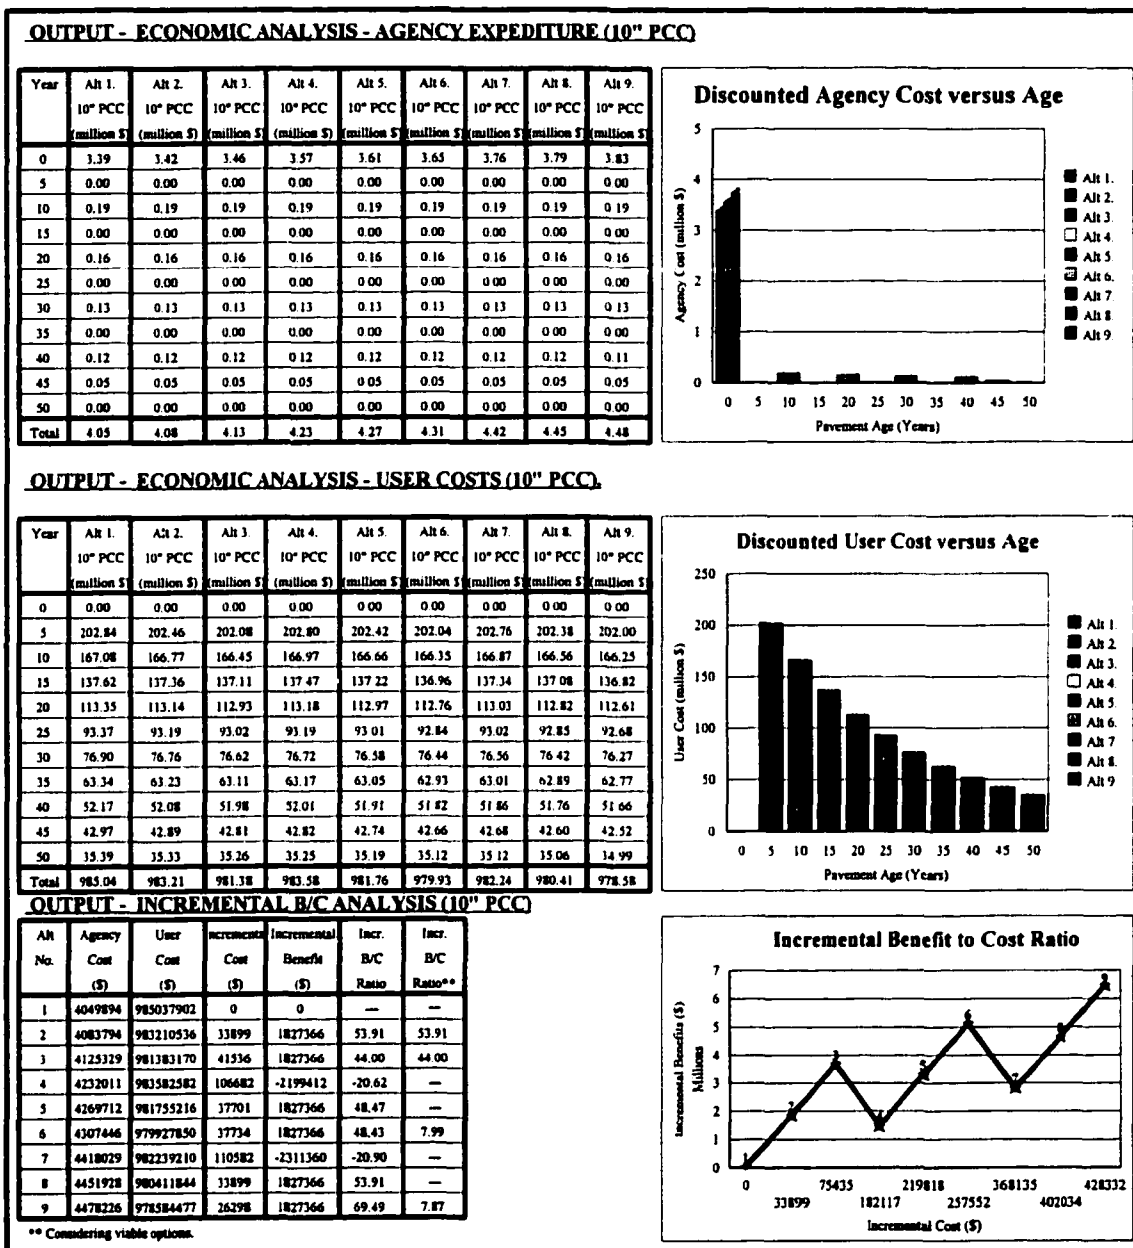 OUTPUT - ECONOMIC ANALYSIS - AGENCY EXPEDITURE (10" PCC)
Year Alt 1. Alt 2. Alt 3. Alt 4. Alt 5. Alt 6. Alt 7. Alt 8. Alt 9.
10" PCC 10" PCC 10" PCC 10" PCC 10" PCC 10" PCC 10" PCC 10" PCC 10" PCC
(million $) (million $) (million $) (million $) (million $) (million $) (million $) (million $) (million $)
0 3.39 3.42 3.46 3.57 3.61 3.65 3.76 3.79 3.83
5 0.00 0.00 0.00 0.00 0.00 0.00 0.00 0.00 0.00
10 0.19 0.19 0.19 0.19 0.19 0.19 0.19 0.19 0.19
15 0.00 0.00 0.00 0.00 0.00 0.00 0.00 0.00 0.00
20 0.16 0.16 0.16 0.16 0.16 0.16 0.16 0.16 0.16
25 0.00 0.00 0.00 0.00 0.00 0.00 0.00 0.00 0.00
30 0.13 0.13 0.13 0.13 0.13 0.13 0.13 0.13 0.13
35 0.00 0.00 0.00 0.00 0.00 0.00 0.00 0.00 0.00
40 0.12 0.12 0.12 0.12 0.12 0.12 0.12 0.12 0.11
45 0.05 0.05 0.05 0.05 0.05 0.05 0.05 0.05 0.05
50 0.00 0.00 0.00 0.00 0.00 0.00 0.00 0.00 0.00
Total 4.05 4.08 4.13 4.23 4.27 4.31 4.42 4.45 4.48
Discounted Agency Cost versus Age
Agency Cost (million $)
5
4
3
2
1
0
0 5 10 15 20 25 30 35 40 45 50
Pavement Age (Years)
Alt 1.
Alt 2.
Alt 3.
Alt 4.
Alt 5.
Alt 6.
Alt 7.
Alt 8.
Alt 9.
OUTPUT - ECONOMIC ANALYSIS - USER COSTS (10" PCC).
Year Alt 1. Alt 2. Alt 3. Alt 4. Alt 5. Alt 6. Alt 7. Alt 8. Alt 9.
10" PCC 10" PCC 10" PCC 10" PCC 10" PCC 10" PCC 10" PCC 10" PCC 10" PCC
(million $) (million $) (million $) (million $) (million $) (million $) (million $) (million $) (million $)
0 0.00 0.00 0.00 0.00 0.00 0.00 0.00 0.00 0.00
5 202.84 202.46 202.08 202.80 202.42 202.04 202.76 202.38 202.00
10 167.08 166.77 166.45 166.97 166.66 166.35 166.87 166.56 166.25
15 137.62 137.36 137.11 137.47 137.22 136.96 137.34 137.08 136.82
20 113.35 113.14 112.93 113.18 112.97 112.76 113.03 112.82 112.61
25 93.37 93.19 93.02 93.19 93.01 92.84 93.02 92.85 92.68
30 76.90 76.76 76.62 76.72 76.58 76.44 76.56 76.42 76.27
35 63.34 63.23 63.11 63.17 63.05 62.93 63.01 62.89 62.77
40 52.17 52.08 51.98 52.01 51.91 51.82 51.86 51.76 51.66
45 42.97 42.89 42.81 42.82 42.74 42.66 42.68 42.60 42.52
50 35.39 35.33 35.26 35.25 35.19 35.12 35.12 35.06 34.99
Total 985.04 983.21 981.38 983.58 981.76 979.93 982.24 980.41 978.58
Discounted User Cost versus Age
User Cost (million $)
250
200
150
100
50
0
0 5 10 15 20 25 30 35 40 45 50
Pavement Age (Years)
Alt 1.
Alt 2.
Alt 3.
Alt 4.
Alt 5.
Alt 6.
Alt 7
Alt 8.
Alt 9
OUTPUT - INCREMENTAL B/C ANALYSIS (10" PCC)
Alt Agency User ncrementa Incremental Incr. Incr.
No. Cost Cost Cost Benefit B/C B/C
($) ($) ($) ($) Ratio Ratio**
1 4049894 985037902 0 0 — —
2 4083794 983210536 33899 1827366 53.91 53.91
3 4125329 981383170 41536 1827366 44.00 44.00
4 4232011 983582582 106682 -2199412 -20.62 —
5 4269712 981755216 37701 1827366 48.47 —
6 4307446 979927850 37734 1827366 48.43 7.99
7 4418029 982239210 110582 -2311360 -20.90 —
8 4451928 980411844 33899 1827366 53.91 —
9 4478226 978584477 26298 1827366 69.49 7.87
** Considering viable options.
Incremental Benefit to Cost Ratio
Incremental Benefits ($)
Millions
7
6
5
4
3
2
1
0
0 75435 219818 368135 428332
33899 182117 257552 402034
Incremental Cost ($)